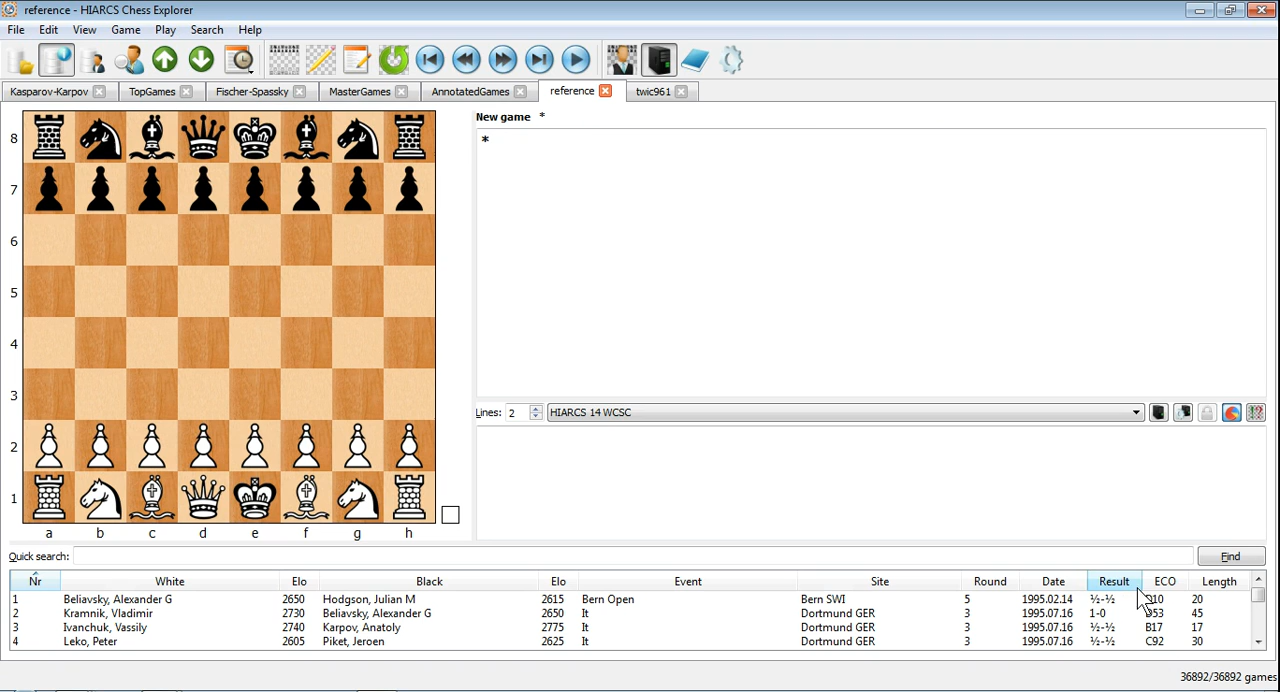 reference - HIARCS Chess Explorer
File Edit View Game Play Search Help
Kasparov-Karpov TopGames Fischer-Spassky MasterGames AnnotatedGames reference twic961
New game *
*
8
7
6
5
4
3
2
1
a b c d e f g h
Lines: 2 HIARCS 14 WCSC
Quick search: Find
Nr White Elo Black Elo Event Site Round Date Result ECO Length
1 Beliavsky, Alexander G 2650 Hodgson, Julian M 2615 Bern Open Bern SWI 5 1995.02.14 ½-½ 20
2 Kramnik, Vladimir 2730 Beliavsky, Alexander G 2650 It Dortmund GER 3 1995.07.16 1-0 45
3 Ivanchuk, Vassily 2740 Karpov, Anatoly 2775 It Dortmund GER 3 1995.07.16 ½-½ B17 17
4 Leko, Peter 2605 Piket, Jeroen 2625 It Dortmund GER 3 1995.07.16 ½-½ C92 30
36892/36892 games